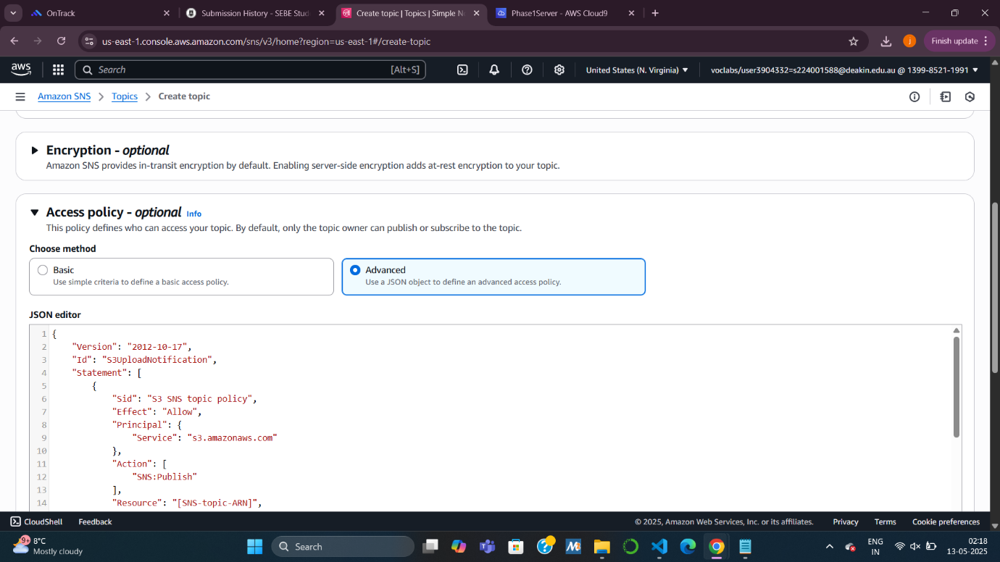 OnTrack
Submission History - SEBE Stud
Create topic | Topics | Simple N
Phase1Server - AWS Cloud9
us-east-1.console.aws.amazon.com/sns/v3/home?region=us-east-1#/create-topic
j
Finish update
aws
Search
[Alt+S]
United States (N. Virginia)
voclabs/user3904332=s224001588@deakin.edu.au @ 1399-8521-1991
Amazon SNS
Topics
Create topic
Encryption - optional
Amazon SNS provides in-transit encryption by default. Enabling server-side encryption adds at-rest encryption to your topic.
Access policy - optional Info
This policy defines who can access your topic. By default, only the topic owner can publish or subscribe to the topic.
Choose method
Basic
Use simple criteria to define a basic access policy.
Advanced
Use a JSON object to define an advanced access policy.
JSON editor
1 {
2 "Version": "2012-10-17",
3 "Id": "S3UploadNotification",
4 "Statement": [
5 {
6 "Sid": "S3 SNS topic policy",
7 "Effect": "Allow",
8 "Principal": {
9 "Service": "s3.amazonaws.com"
10 },
11 "Action": [
12 "SNS:Publish"
13 ],
14 "Resource": "[SNS-topic-ARN]",
CloudShell
Feedback
© 2025, Amazon Web Services, Inc. or its affiliates.
Privacy
Terms
Cookie preferences
9+
8°C
Mostly cloudy
Search
ENG
IN
02:18
13-05-2025